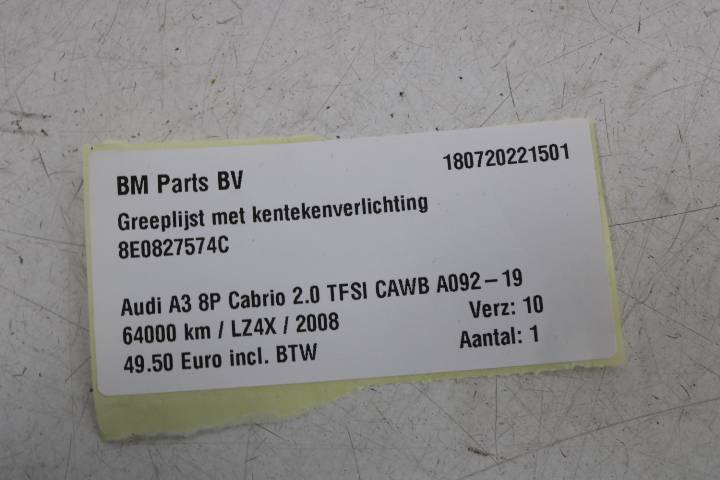 BM Parts BV 180720221501
Greeplijst met kentekenverlichting
8E0827574C
Audi A3 8P Cabrio 2.0 TFSI CAWB A092-19
64000 km / LZ4X / 2008 Verz: 10
49.50 Euro incl. BTW Aantal: 1